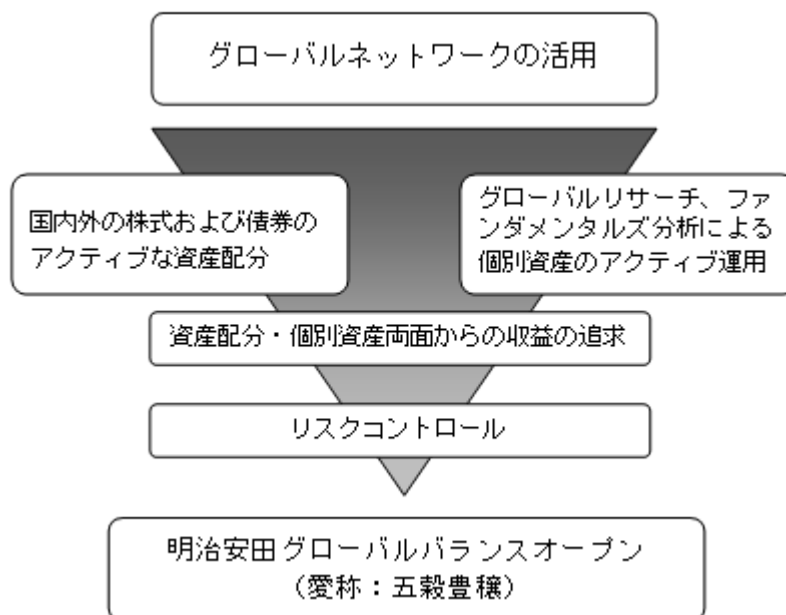 グローバルネットワークの活用
国内外の株式および債券の
アクティブな資産配分
グローバルリサーチ、ファ
ンダメンタルズ分析による
個別資産のアクティブ運用
資産配分・個別資産両面からの収益の追求
リスクコントロール
明治安田グローバルバランスオープン
（愛称：五穀豊穣）